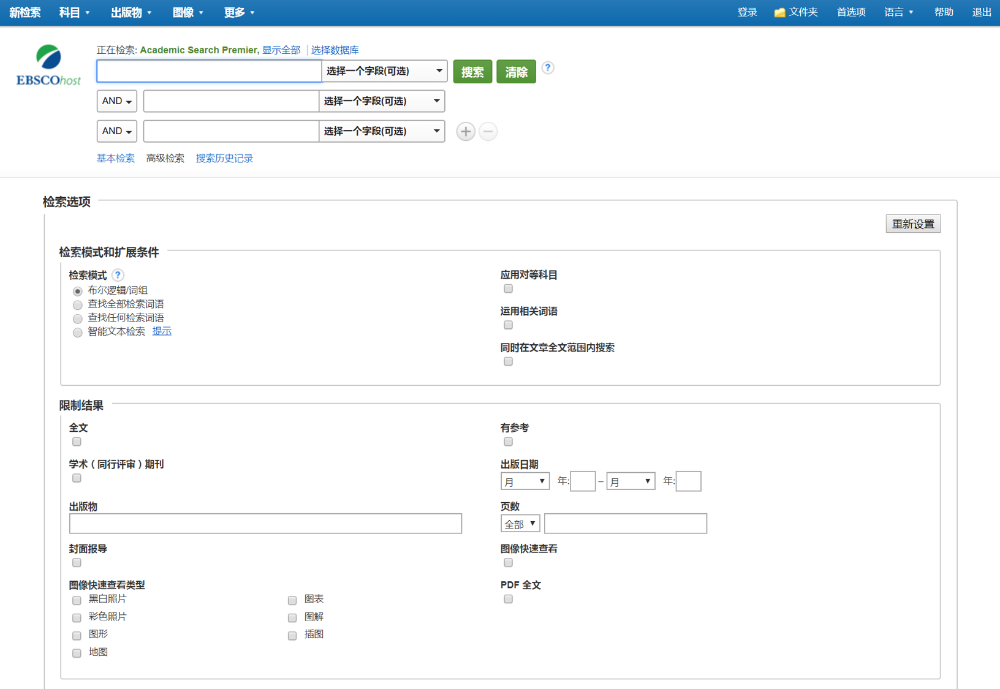 新检索 科目 出版物 图像 更多 登录 文件夹 首选项 语言 帮助 退出
正在检索: Academic Search Premier, 显示全部 选择数据库
EBSCOhost
选择一个字段(可选) 搜索 清除 ?
AND 选择一个字段(可选)
AND 选择一个字段(可选)
基本检索 高级检索 搜索历史记录
检索选项
重新设置
检索模式和扩展条件
检索模式 ?
布尔逻辑/词组
查找全部检索词语
查找任何检索词语
智能文本检索 提示
应用对等科目
运用相关词语
同时在文章全文范围内搜索
限制结果
全文 有参考
学术（同行评审）期刊 出版日期
月 年: – 月 年:
出版物 页数
全部
封面报导 图像快速查看
图像快速查看类型 PDF 全文
黑白照片 图表
彩色照片 图解
图形 插图
地图